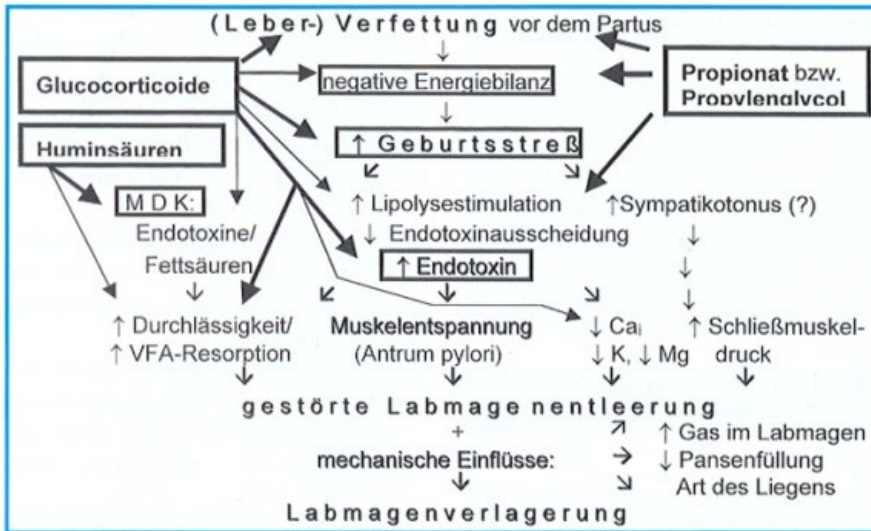 (Leber-) Verfettung vor dem Partus
Glucocorticoide
negative Energiebilanz
Propionat bzw.
Propylenglycol
↑ Geburtsstreß
Huminsäuren
MDK:
Endotoxine/
Fettsäuren
↑ Lipolysestimulation
↓ Endotoxinausscheidung
↑Sympatikotonus (?)
↑ Endotoxin
↑ Durchlässigkeit/
↑ VFA-Resorption
Muskelentspannung
(Antrum pylori)
↓ Cai
↓ K, ↓ Mg
↑ Schließmuskel-
druck
gestörte Labmage nentleerung
+
mechanische Einflüsse:
↑ Gas im Labmagen
↓ Pansenfüllung
Art des Liegens
Labmagenverlagerung